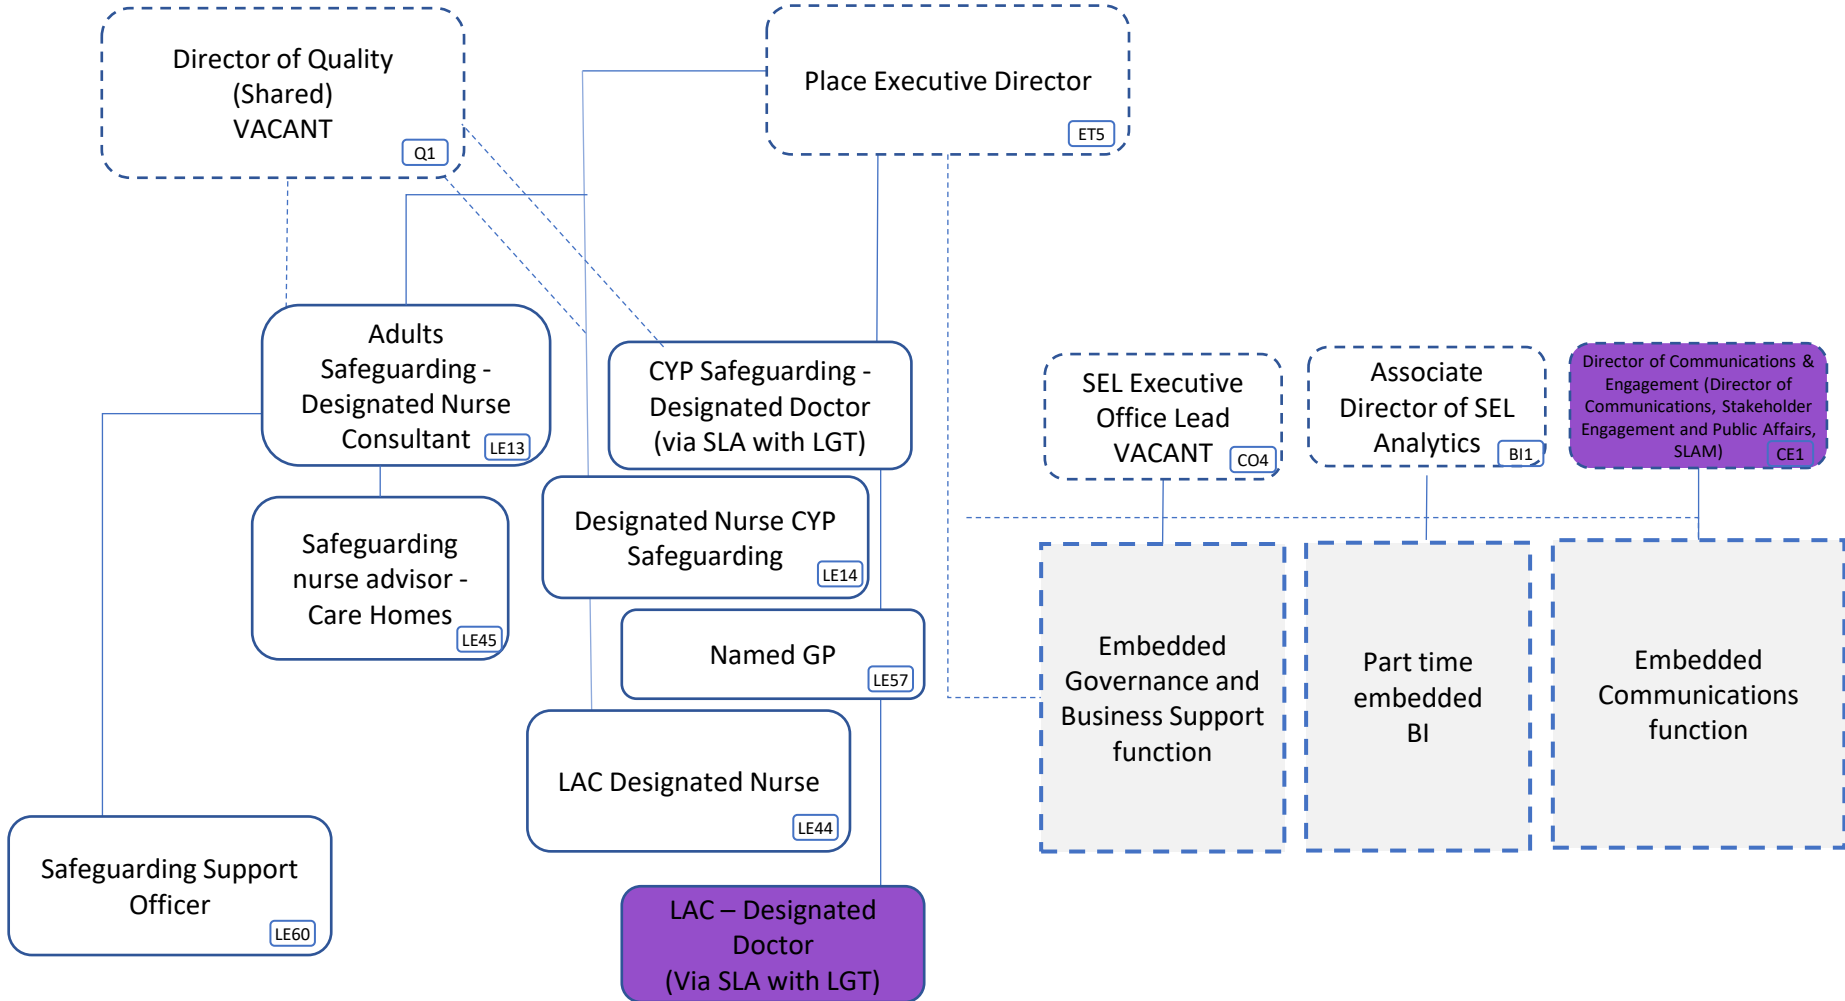 Director of Quality
(Shared)
VACANT
Q1
Place Executive Director
ET5
Adults
Safeguarding -
Designated Nurse
Consultant
LE13
CYP Safeguarding -
Designated Doctor
(via SLA with LGT)
SEL Executive
Office Lead
VACANT
CO4
Associate
Director of SEL
Analytics
BI1
Director of Communications &
Engagement (Director of
Communications, Stakeholder
Engagement and Public Affairs,
SLAM)
CE1
Safeguarding
nurse advisor -
Care Homes
LE45
Designated Nurse CYP
Safeguarding
LE14
Named GP
LE57
LAC Designated Nurse
LE44
Embedded
Governance and
Business Support
function
Part time
embedded
BI
Embedded
Communications
function
Safeguarding Support
Officer
LE60
LAC – Designated
Doctor
(Via SLA with LGT)